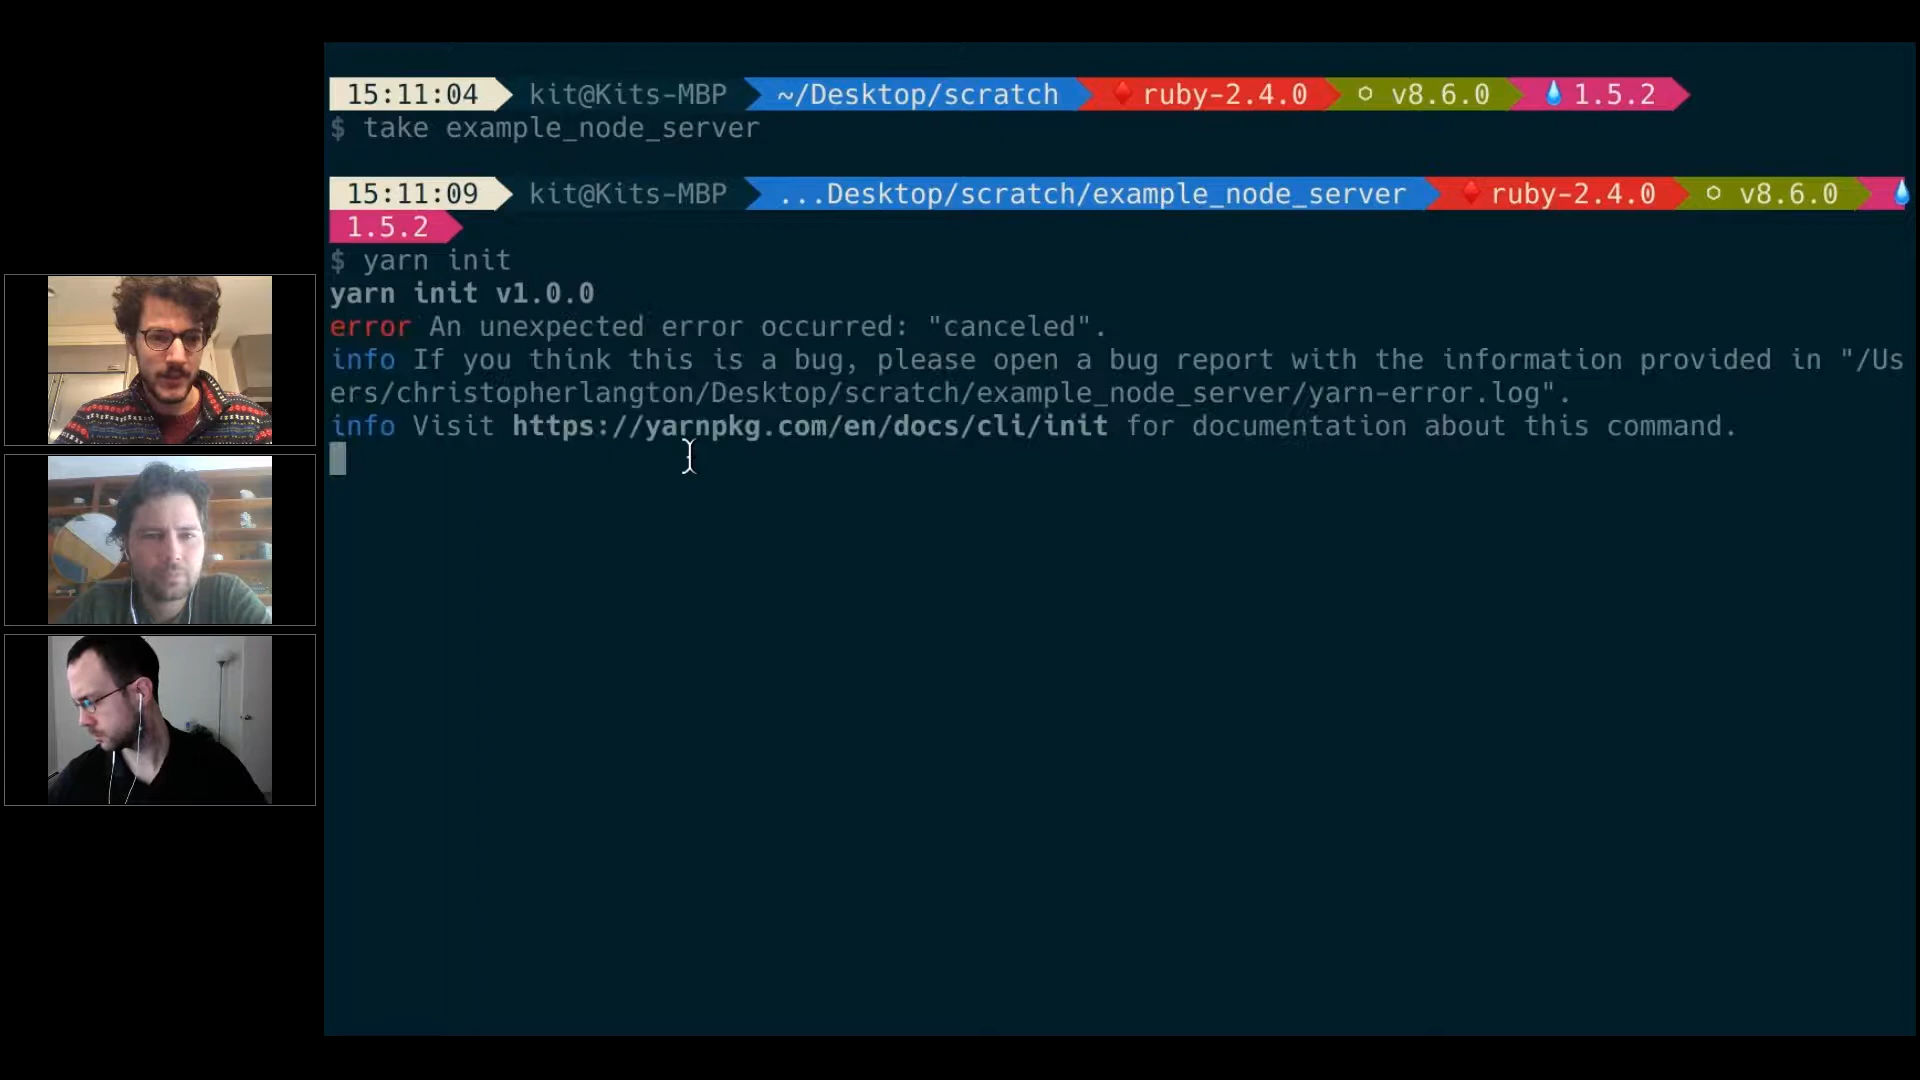 15:11:04 kit@Kits-MBP ~/Desktop/scratch ruby-2.4.0 v8.6.0 1.5.2
$ take example_node_server
15:11:09 kit@Kits-MBP ...Desktop/scratch/example_node_server ruby-2.4.0 v8.6.0
1.5.2
$ yarn init
yarn init v1.0.0
error An unexpected error occurred: "canceled".
info If you think this is a bug, please open a bug report with the information provided in "/Us
ers/christopherlangton/Desktop/scratch/example_node_server/yarn-error.log".
info Visit https://yarnpkg.com/en/docs/cli/init for documentation about this command.